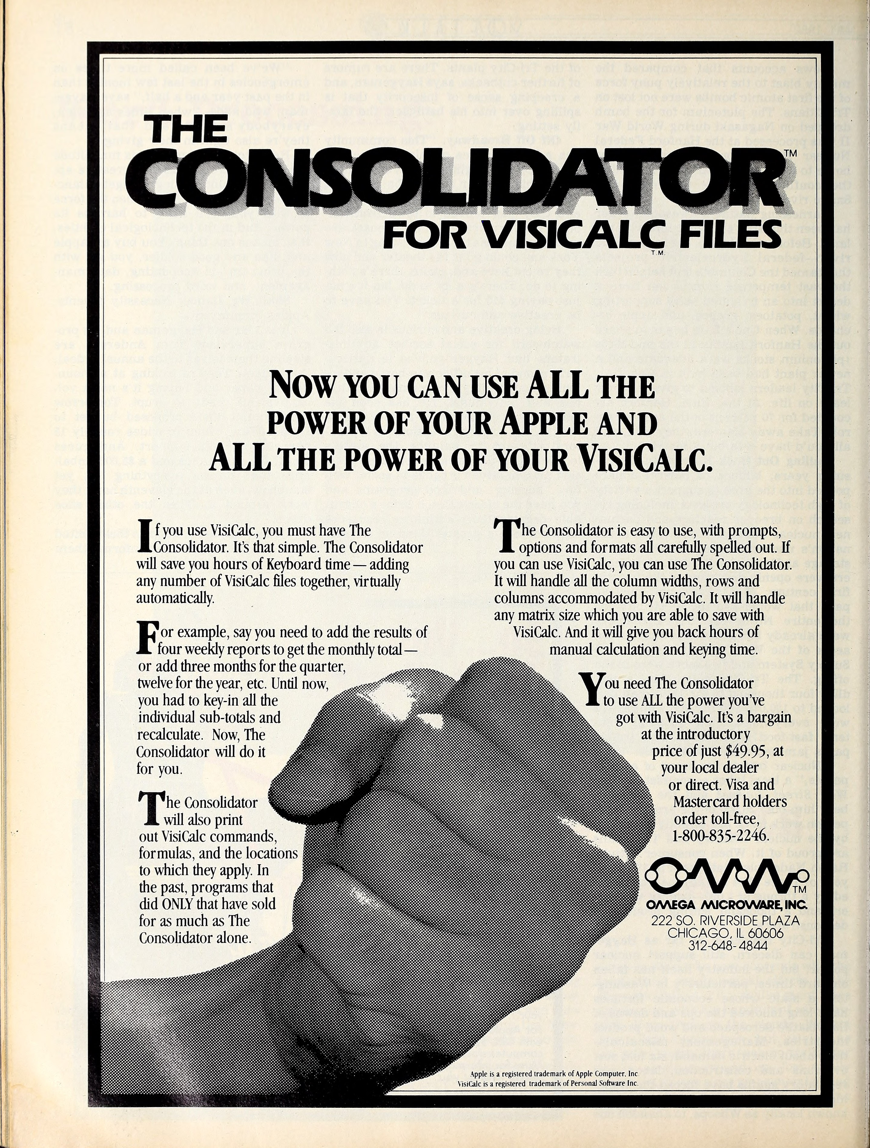 THE
CONSOLIDATOR™
FOR VISICALC™ FILES
NOW YOU CAN USE ALL THE
POWER OF YOUR APPLE AND
ALL THE POWER OF YOUR VISICALC.
If you use VisiCalc, you must have The
Consolidator. It's that simple. The Consolidator
will save you hours of Keyboard time — adding
any number of VisiCalc files together, virtually
automatically.
For example, say you need to add the results of
four weekly reports to get the monthly total —
or add three months for the quarter,
twelve for the year, etc. Until now,
you had to key-in all the
individual sub-totals and
recalculate. Now, The
Consolidator will do it
for you.
The Consolidator
will also print
out VisiCalc commands,
formulas, and the locations
to which they apply. In
the past, programs that
did ONLY that have sold
for as much as The
Consolidator alone.
The Consolidator is easy to use, with prompts,
options and formats all carefully spelled out. If
you can use VisiCalc, you can use The Consolidator.
It will handle all the column widths, rows and
columns accommodated by VisiCalc. It will handle
any matrix size which you are able to save with
VisiCalc. And it will give you back hours of
manual calculation and keying time.
You need The Consolidator
to use ALL the power you've
got with VisiCalc. It's a bargain
at the introductory
price of just $49.95, at
your local dealer
or direct. Visa and
Mastercard holders
order toll-free,
1-800-835-2246.
TM
OMEGA MICROWARE, INC.
222 SO. RIVERSIDE PLAZA
CHICAGO, IL 60606
312-648-4844
Apple is a registered trademark of Apple Computer, Inc.
VisiCalc is a registered trademark of Personal Software Inc.